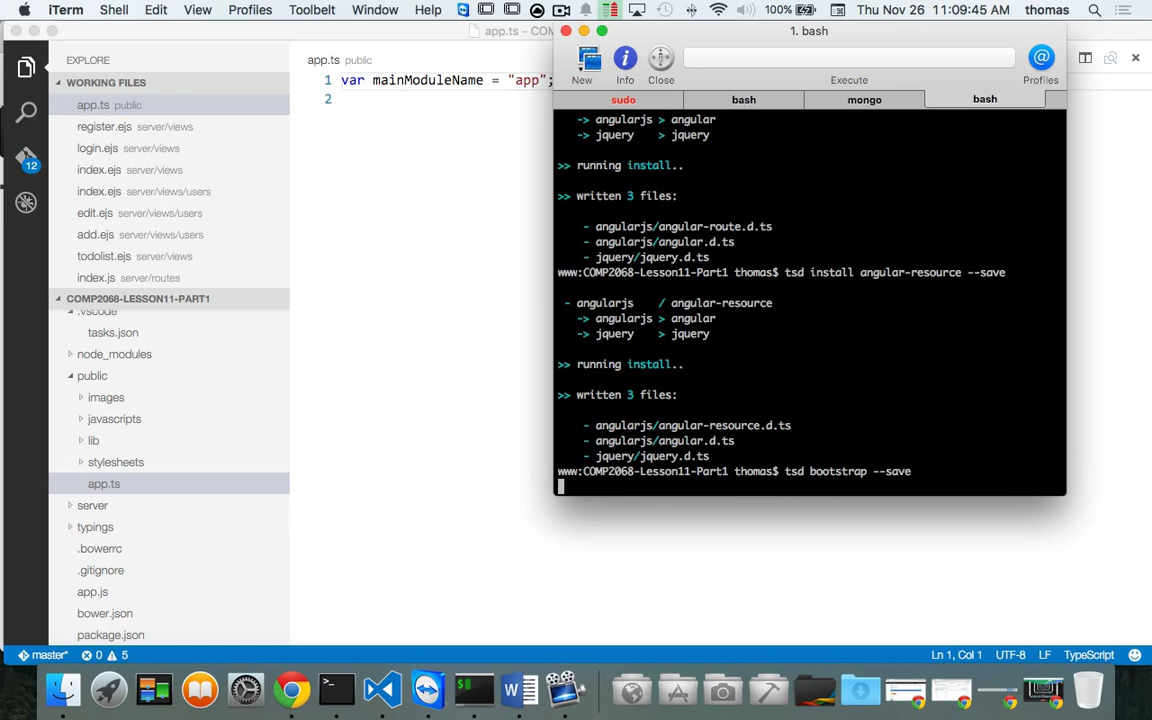 iTerm Shell Edit View Profiles Toolbelt Window Help 100% Thu Nov 26 11:09:45 AM thomas
app.ts - COM
1. bash
EXPLORE
WORKING FILES
app.ts public
register.ejs server/views
login.ejs server/views
index.ejs server/views
index.ejs server/views/users
edit.ejs server/views/users
add.ejs server/views/users
todolist.ejs server/views
index.js server/routes
COMP2068-LESSON11-PART1
.vscode
tasks.json
node_modules
public
images
javascripts
lib
stylesheets
app.ts
server
typings
.bowerrc
.gitignore
app.js
bower.json
package.json
12
app.ts public
1 var mainModuleName = "app";
2
New Info Close Execute Profiles
sudo bash mongo bash
-> angularjs > angular
-> jquery > jquery
>> running install..
>> written 3 files:
- angularjs/angular-route.d.ts
- angularjs/angular.d.ts
- jquery/jquery.d.ts
www:COMP2068-Lesson11-Part1 thomas$ tsd install angular-resource --save
- angularjs / angular-resource
-> angularjs > angular
-> jquery > jquery
>> running install..
>> written 3 files:
- angularjs/angular-resource.d.ts
- angularjs/angular.d.ts
- jquery/jquery.d.ts
www:COMP2068-Lesson11-Part1 thomas$ tsd bootstrap --save
master* 0 5 Ln 1, Col 1 UTF-8 LF TypeScript